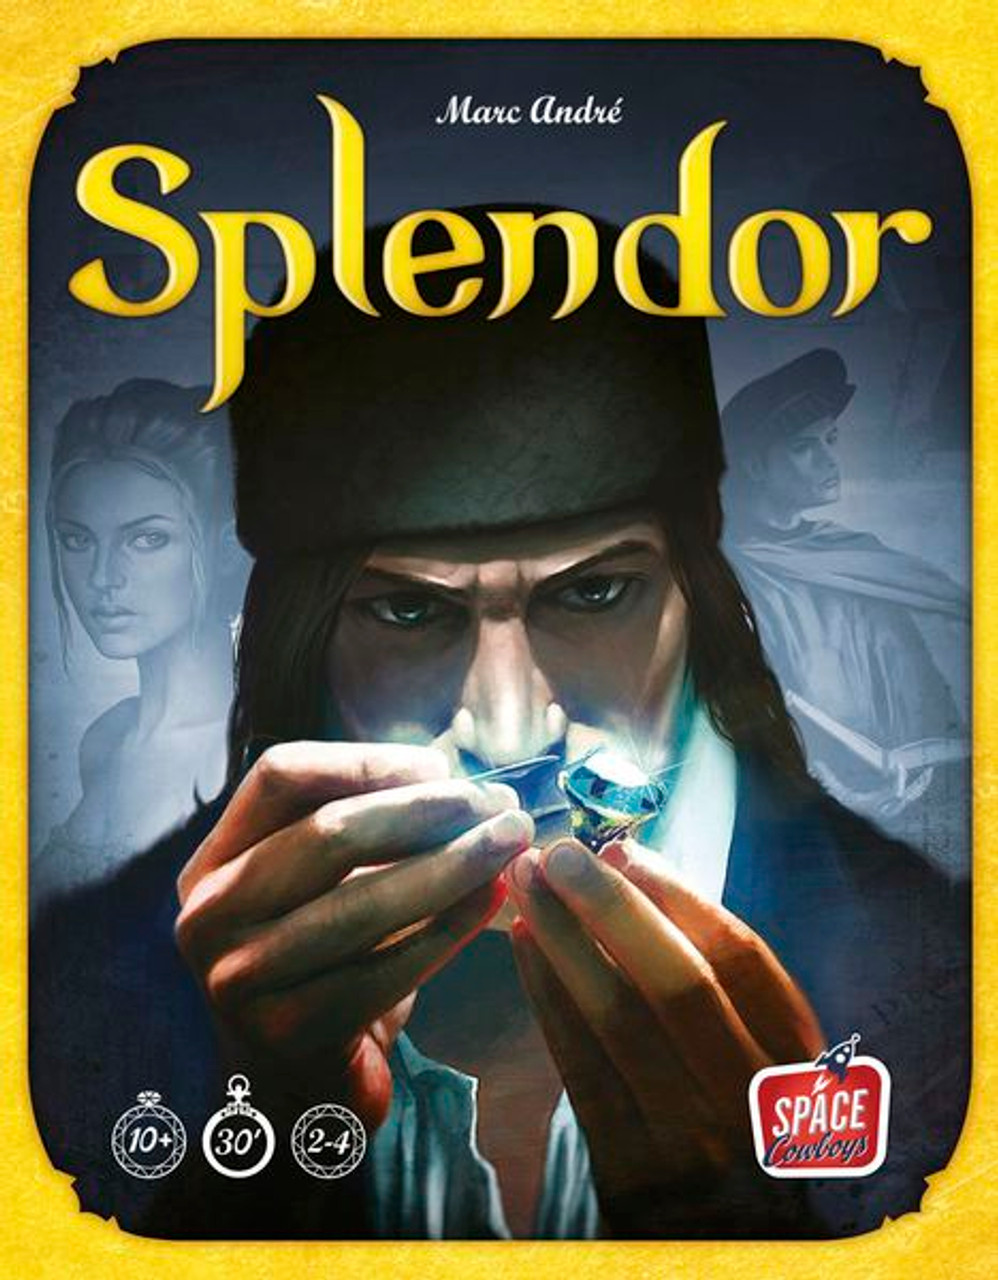 Marc André
Splendor
10+
30'
2-4
SPACE
Cowboys